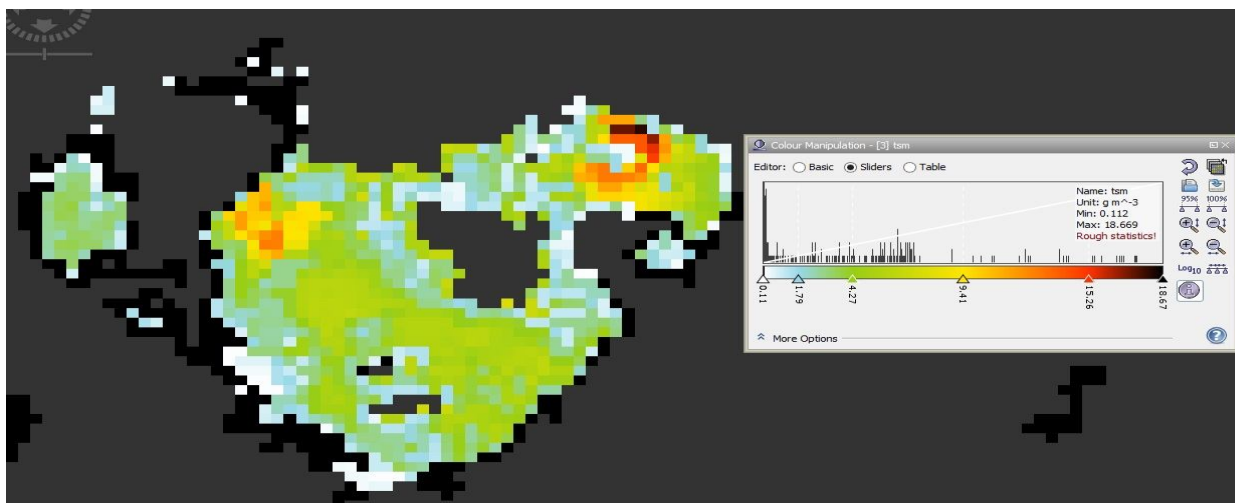 Colour Manipulation - [3] tsm
Editor: Basic Sliders Table
Name: tsm
Unit: g m^-3
Min: 0.112
Max: 18.669
Rough statistics!
95% 100%
Log10
0.11 1.79 4.27 9.41 15.26 18.67
More Options